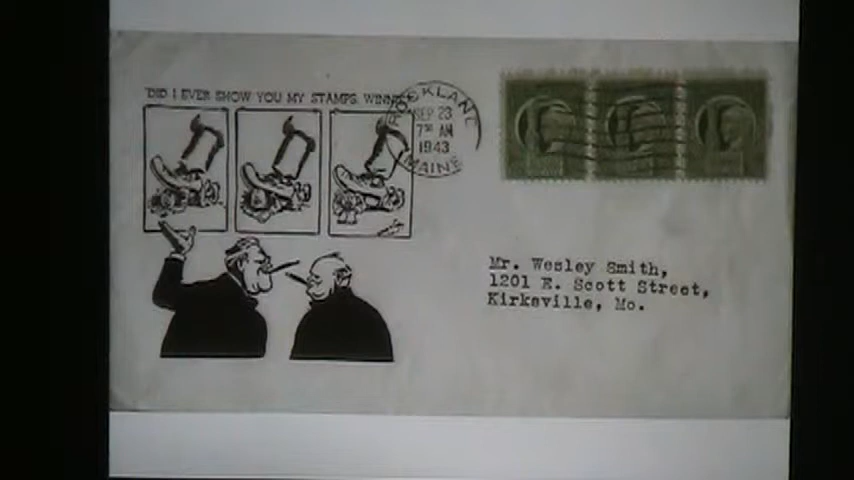 DID I EVER SHOW YOU MY STAMPS, WINNIE
ROCKLAND
SEP 23
7 30 AM
1943
MAINE
Mr. Wesley Smith,
1201 E. Scott Street,
Kirksville, Mo.